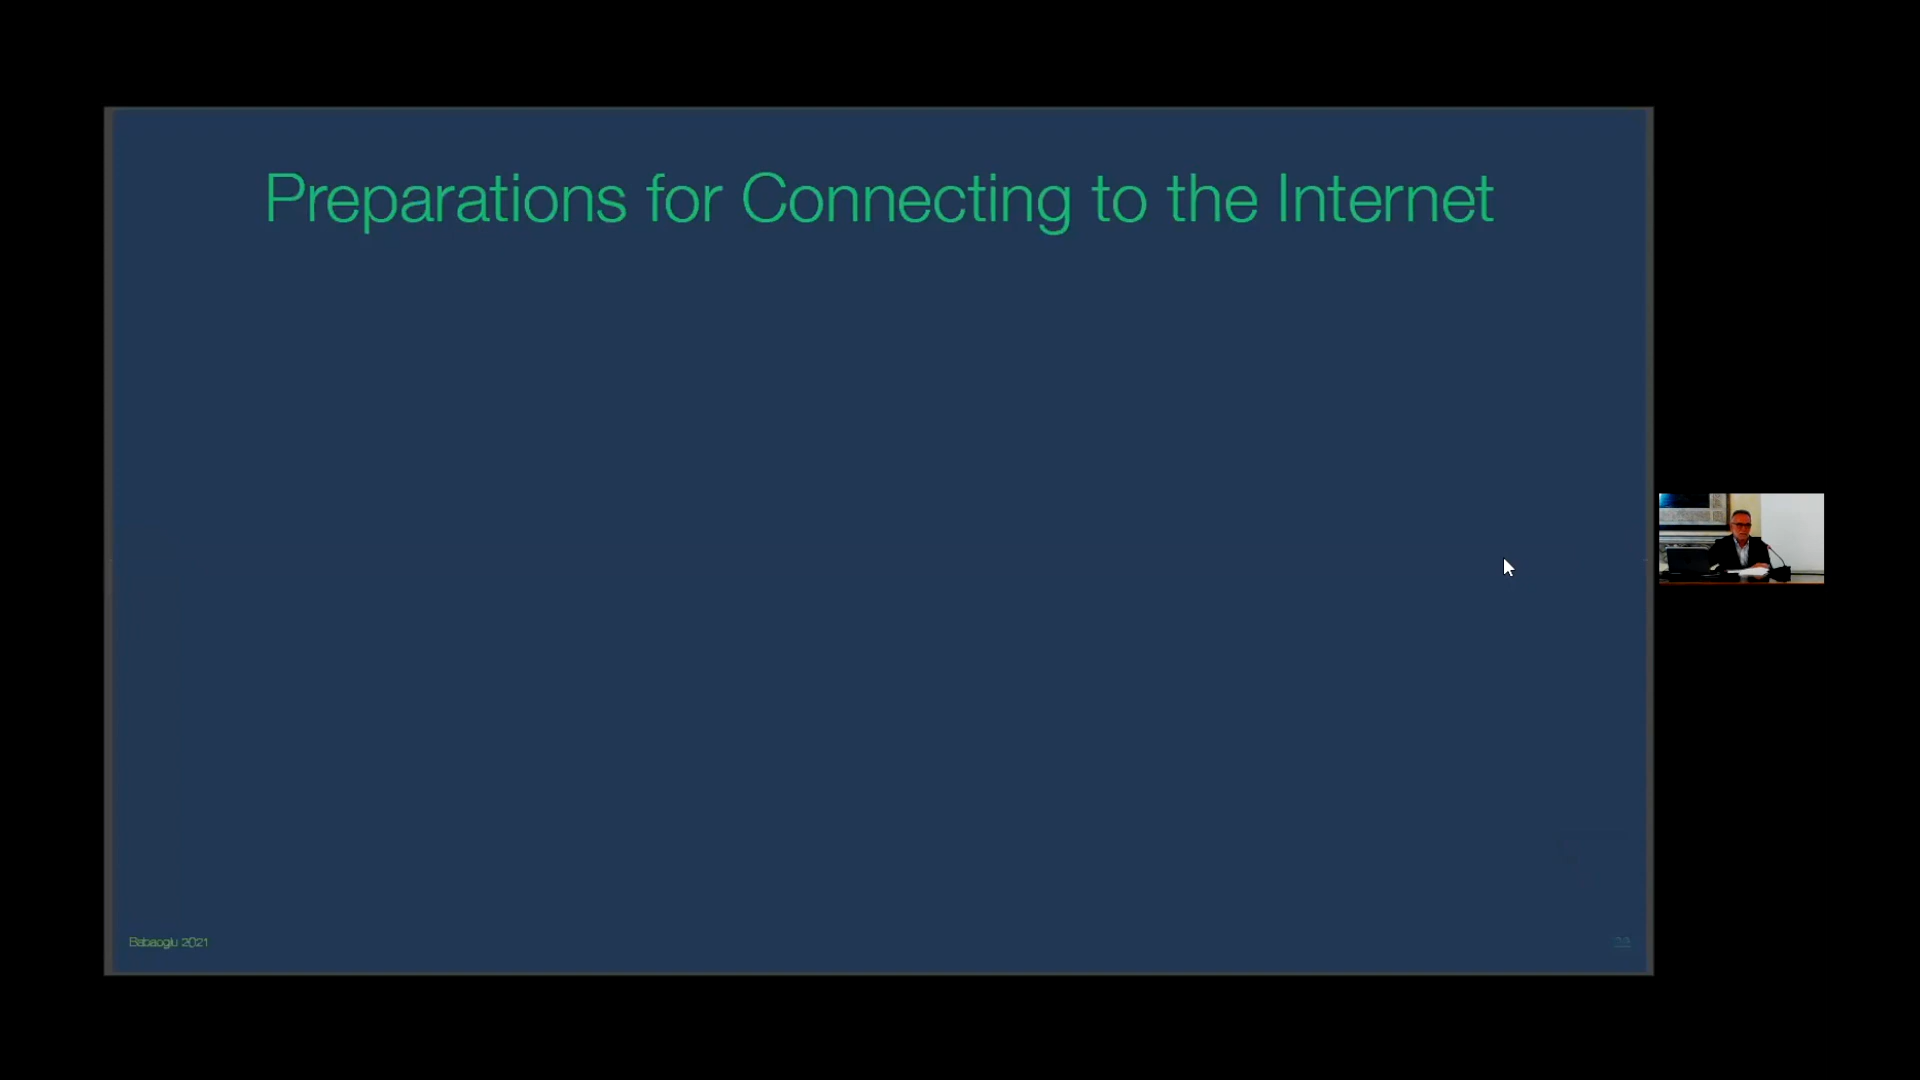 Preparations for Connecting to the Internet
Babaoglu 2021